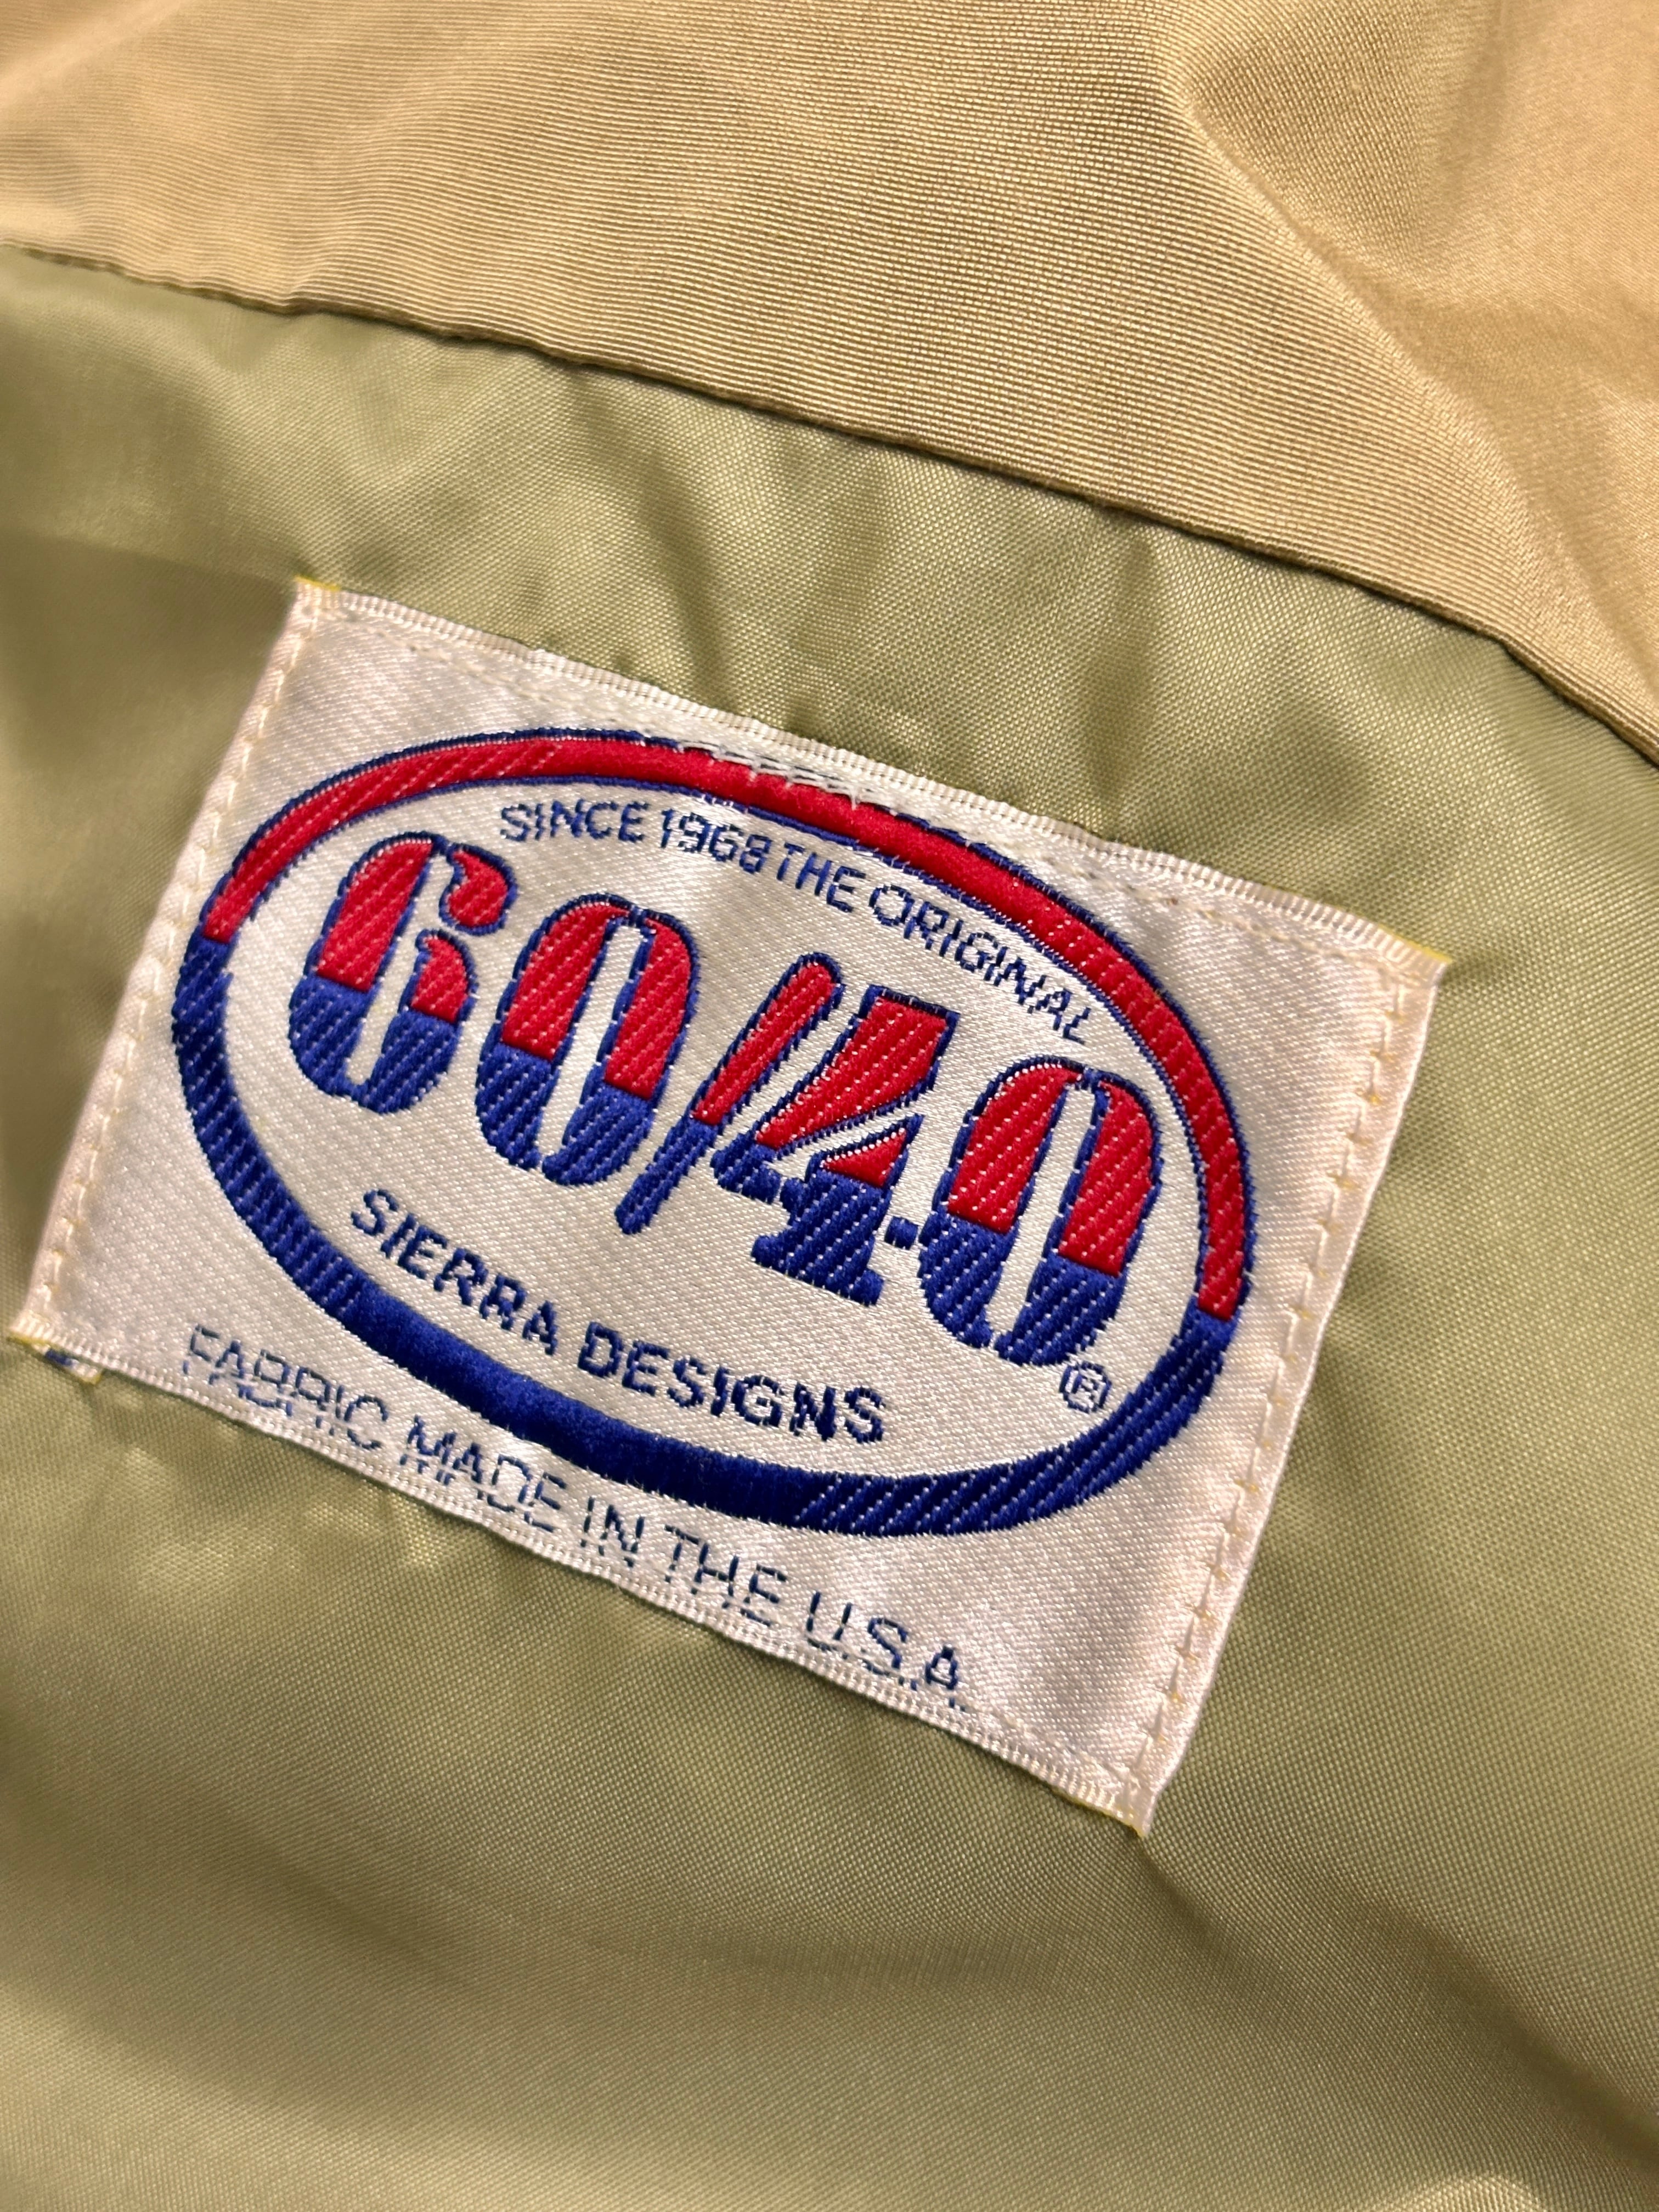 SINCE 1968 THE ORIGINAL
60/40
®
SIERRA DESIGNS
FABRIC MADE IN THE U.S.A.